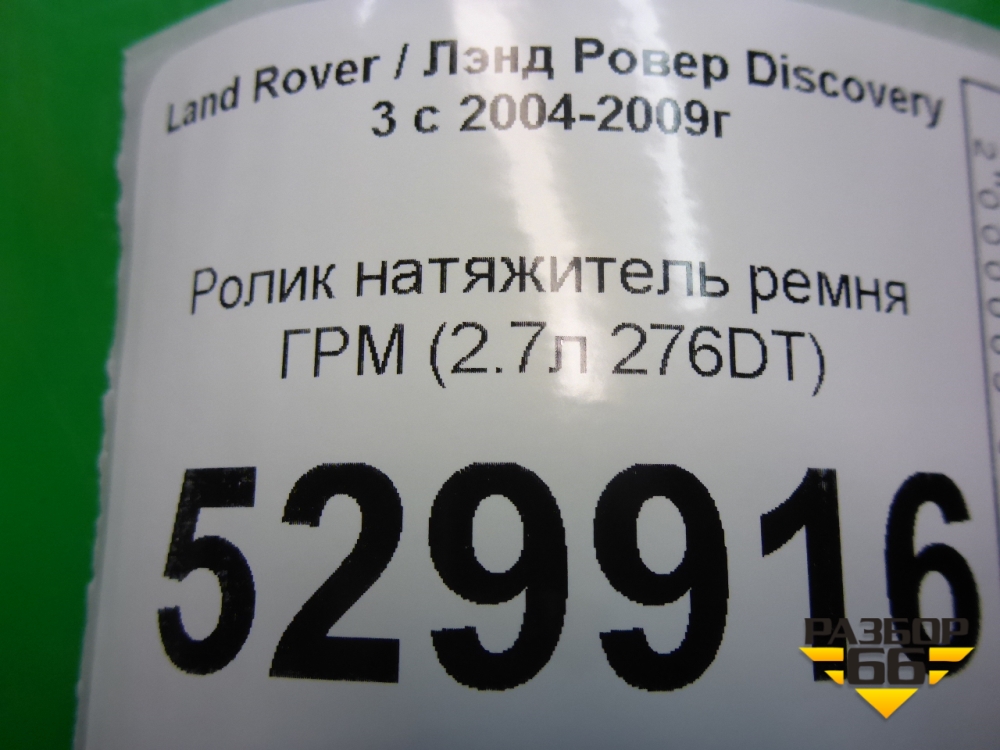 Land Rover / Лэнд Ровер Discovery
3 с 2004-2009г
Ролик натяжитель ремня
ГРМ (2.7л 276DT)
529916
РАЗБОР
66